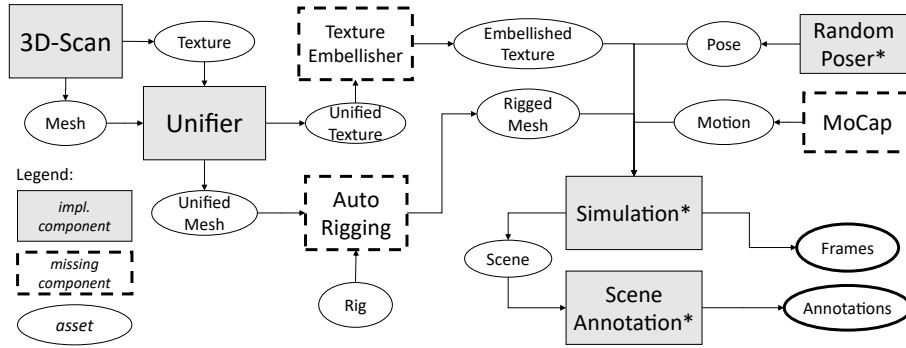 3D-Scan
Texture
Texture
Embellisher
Embellished
Texture
Pose
Random
Poser*
Mesh
Unifier
Unified
Texture
Rigged
Mesh
Motion
MoCap
Legend:
impl.
component
missing
component
asset
Unified
Mesh
Auto
Rigging
Rig
Simulation*
Scene
Frames
Scene
Annotation*
Annotations